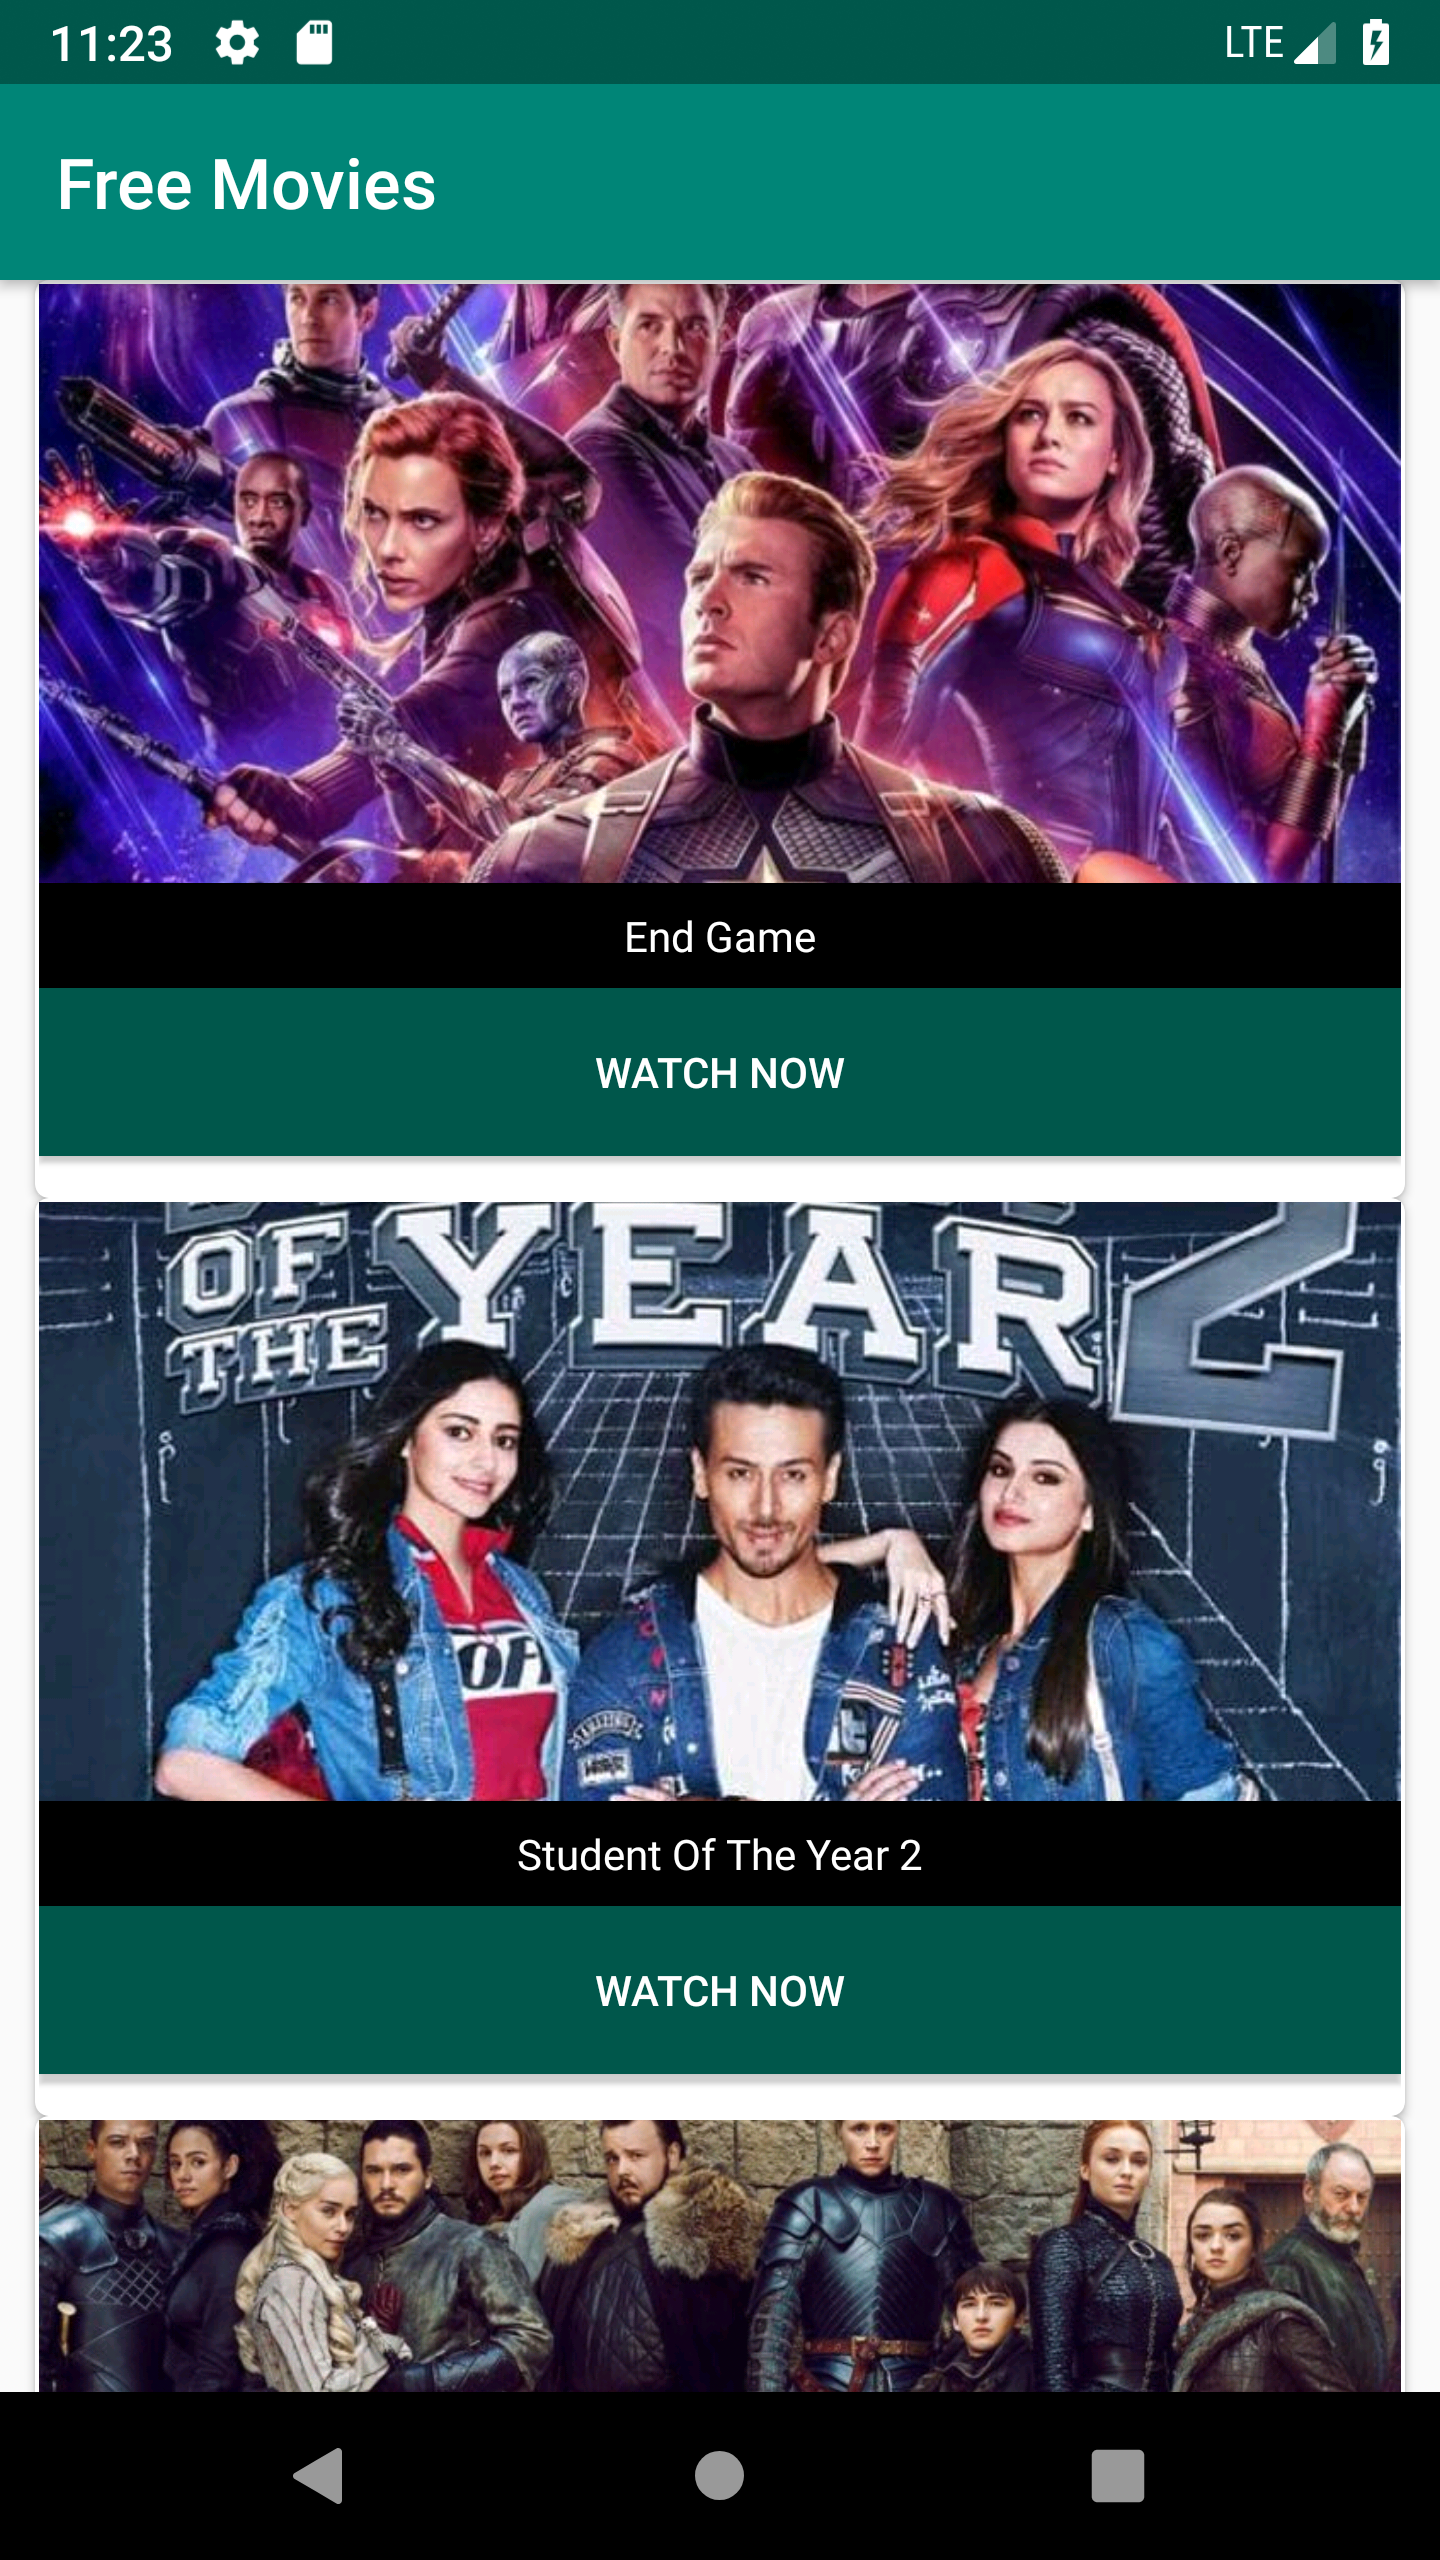 11:23
LTE
Free Movies
End Game
WATCH NOW
OF THE YEAR 2
Student Of The Year 2
WATCH NOW